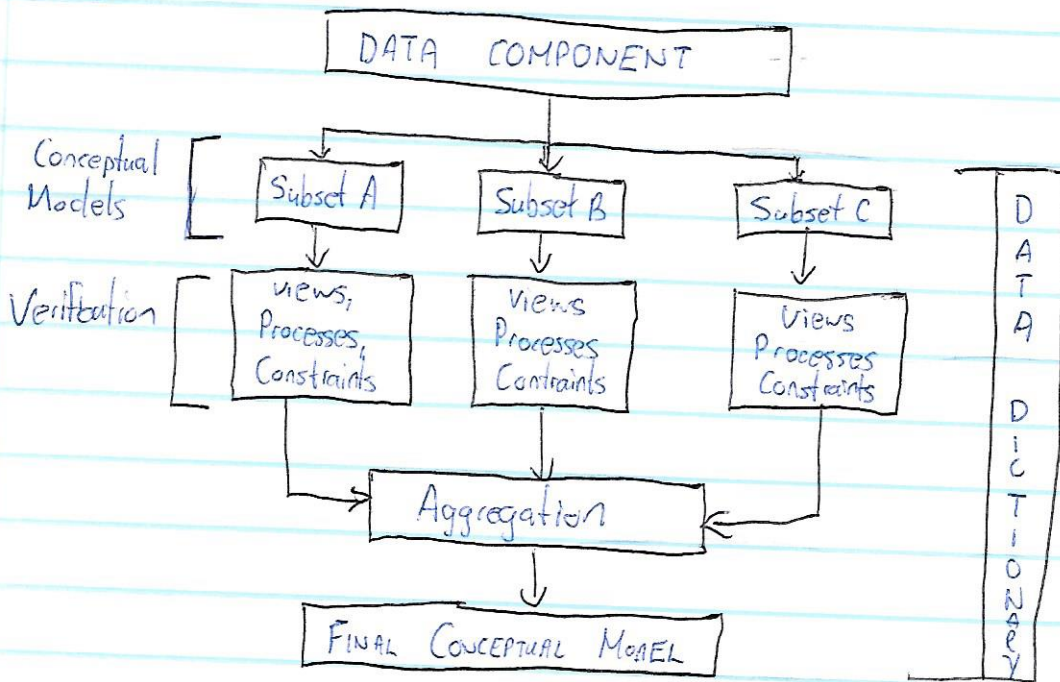 DATA COMPONENT
Conceptual
Models
Subset A
Subset B
Subset C
Verification
views,
Processes,
Constraints
Views
Processes
Contraints
Views
Processes
Constraints
Aggregation
FINAL CONCEPTUAL MODEL
DATA DICTIONARY